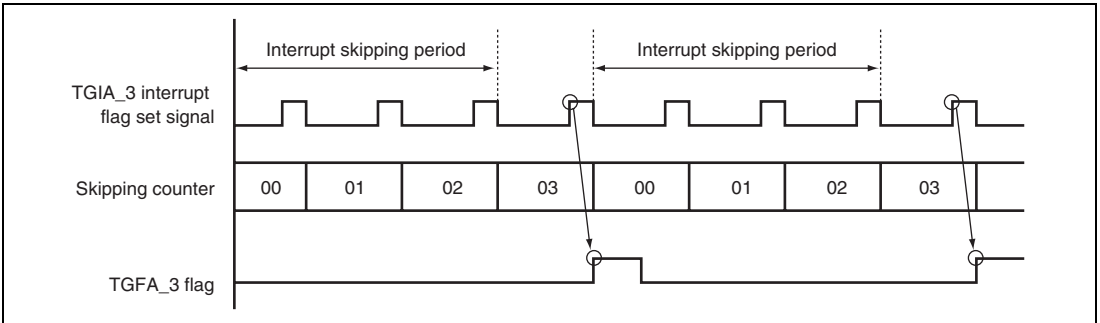 Interrupt skipping period Interrupt skipping period
TGIA_3 interrupt
flag set signal
Skipping counter 00 01 02 03 00 01 02 03
TGFA_3 flag